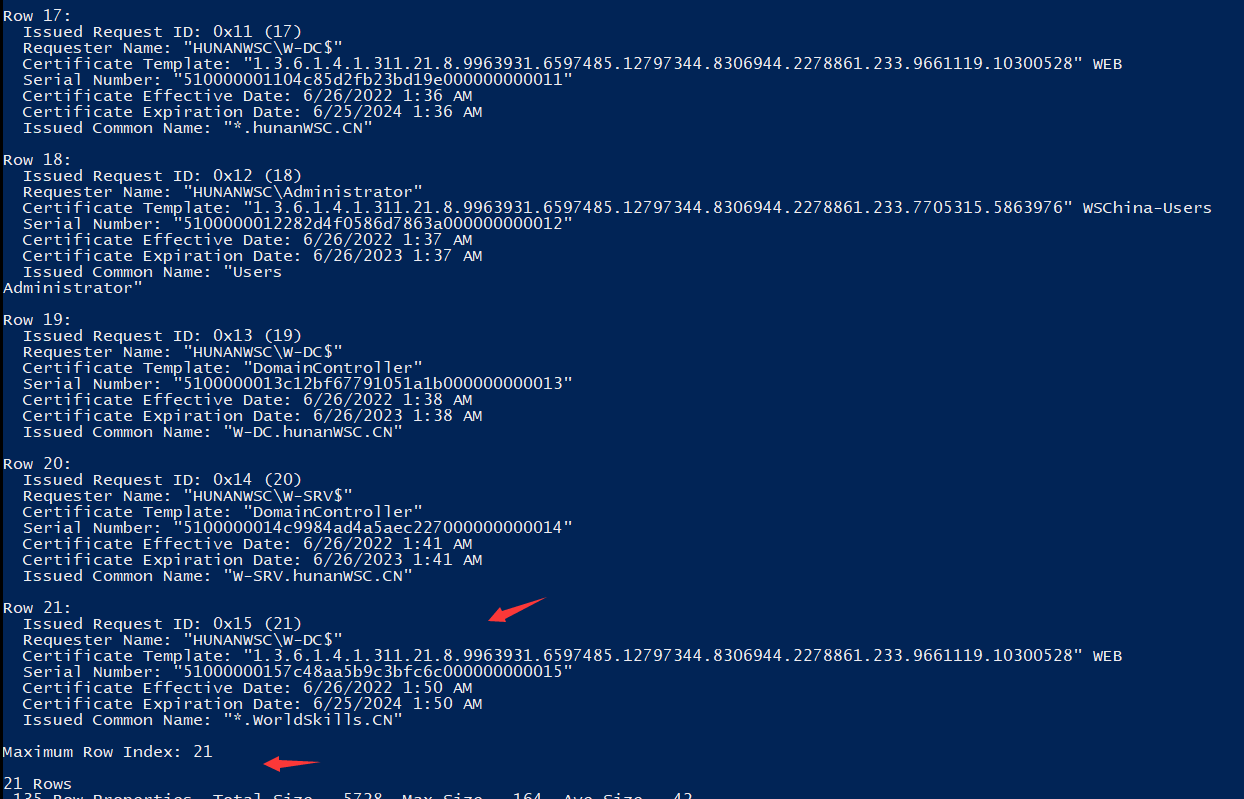 Row 17:
  Issued Request ID: 0x11 (17)
  Requester Name: "HUNANWSC\W-DC$"
  Certificate Template: "1.3.6.1.4.1.311.21.8.9963931.6597485.12797344.8306944.2278861.233.9661119.10300528" WEB
  Serial Number: "510000001104c85d2fb23bd19e000000000011"
  Certificate Effective Date: 6/26/2022 1:36 AM
  Certificate Expiration Date: 6/25/2024 1:36 AM
  Issued Common Name: "*.hunanWSC.CN"

Row 18:
  Issued Request ID: 0x12 (18)
  Requester Name: "HUNANWSC\Administrator"
  Certificate Template: "1.3.6.1.4.1.311.21.8.9963931.6597485.12797344.8306944.2278861.233.7705315.5863976" WSChina-Users
  Serial Number: "5100000012282d4f0586d7863a000000000012"
  Certificate Effective Date: 6/26/2022 1:37 AM
  Certificate Expiration Date: 6/26/2023 1:37 AM
  Issued Common Name: "Users
Administrator"

Row 19:
  Issued Request ID: 0x13 (19)
  Requester Name: "HUNANWSC\W-DC$"
  Certificate Template: "DomainController"
  Serial Number: "5100000013c12bf67791051a1b000000000013"
  Certificate Effective Date: 6/26/2022 1:38 AM
  Certificate Expiration Date: 6/26/2023 1:38 AM
  Issued Common Name: "W-DC.hunanWSC.CN"

Row 20:
  Issued Request ID: 0x14 (20)
  Requester Name: "HUNANWSC\W-SRV$"
  Certificate Template: "DomainController"
  Serial Number: "5100000014c9984ad4a5aec227000000000014"
  Certificate Effective Date: 6/26/2022 1:41 AM
  Certificate Expiration Date: 6/26/2023 1:41 AM
  Issued Common Name: "W-SRV.hunanWSC.CN"

Row 21:
  Issued Request ID: 0x15 (21)
  Requester Name: "HUNANWSC\W-DC$"
  Certificate Template: "1.3.6.1.4.1.311.21.8.9963931.6597485.12797344.8306944.2278861.233.9661119.10300528" WEB
  Serial Number: "51000000157c48aa5b9c3bfc6c000000000015"
  Certificate Effective Date: 6/26/2022 1:50 AM
  Certificate Expiration Date: 6/25/2024 1:50 AM
  Issued Common Name: "*.WorldSkills.CN"

Maximum Row Index: 21

21 Rows
 135 Row Properties, Total Size 5728, Max Size 164, Ave Size 42